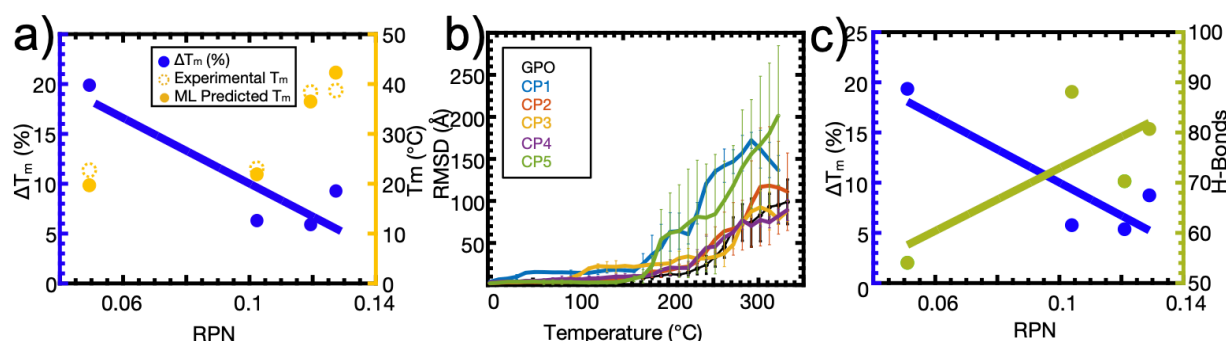 a)
50
ΔTm (%)
Experimental Tm
ML Predicted Tm
20
15
10
5
0
40
30
20
10
0
ΔTm (%)
Tm (°C)
0.06
0.1
0.14
RPN
b)
250
200
150
100
50
RMSD (Å)
GPO
CP1
CP2
CP3
CP4
CP5
0
100
200
300
Temperature (°C)
c)
25
20
15
10
5
0
ΔTm (%)
100
90
80
70
60
50
H-Bonds
0.06
0.1
0.14
RPN